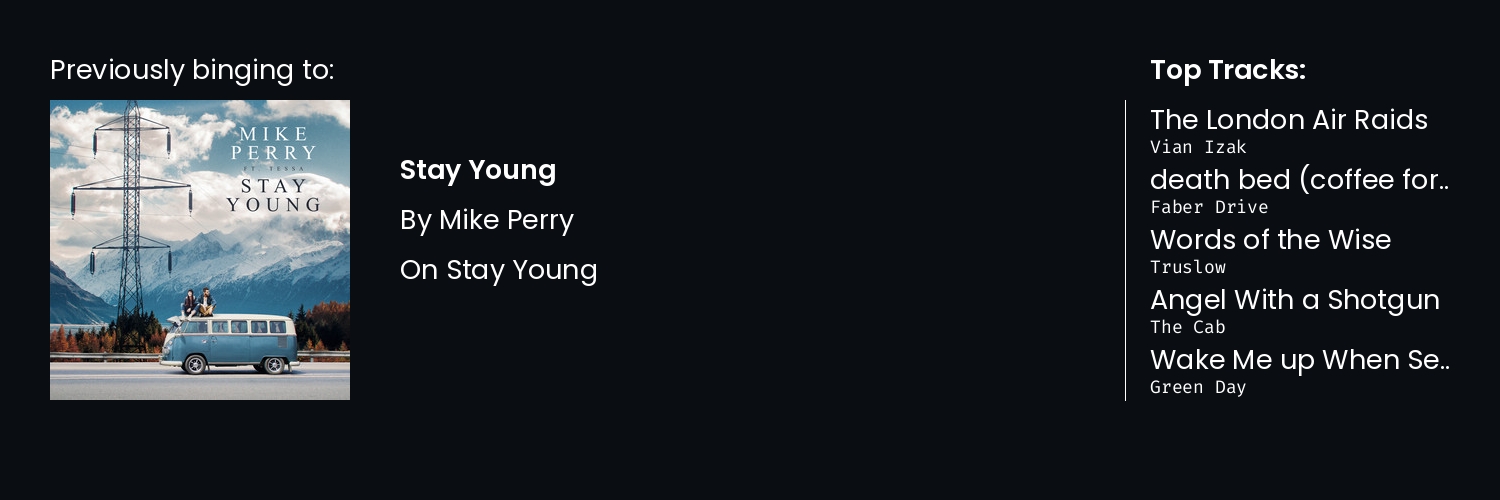 Previously binging to:
MIKE
PERRY
FT. TESSA
STAY
YOUNG
Stay Young
By Mike Perry
On Stay Young
Top Tracks:
The London Air Raids
Vian Izak
death bed (coffee for..
Faber Drive
Words of the Wise
Truslow
Angel With a Shotgun
The Cab
Wake Me up When Se..
Green Day